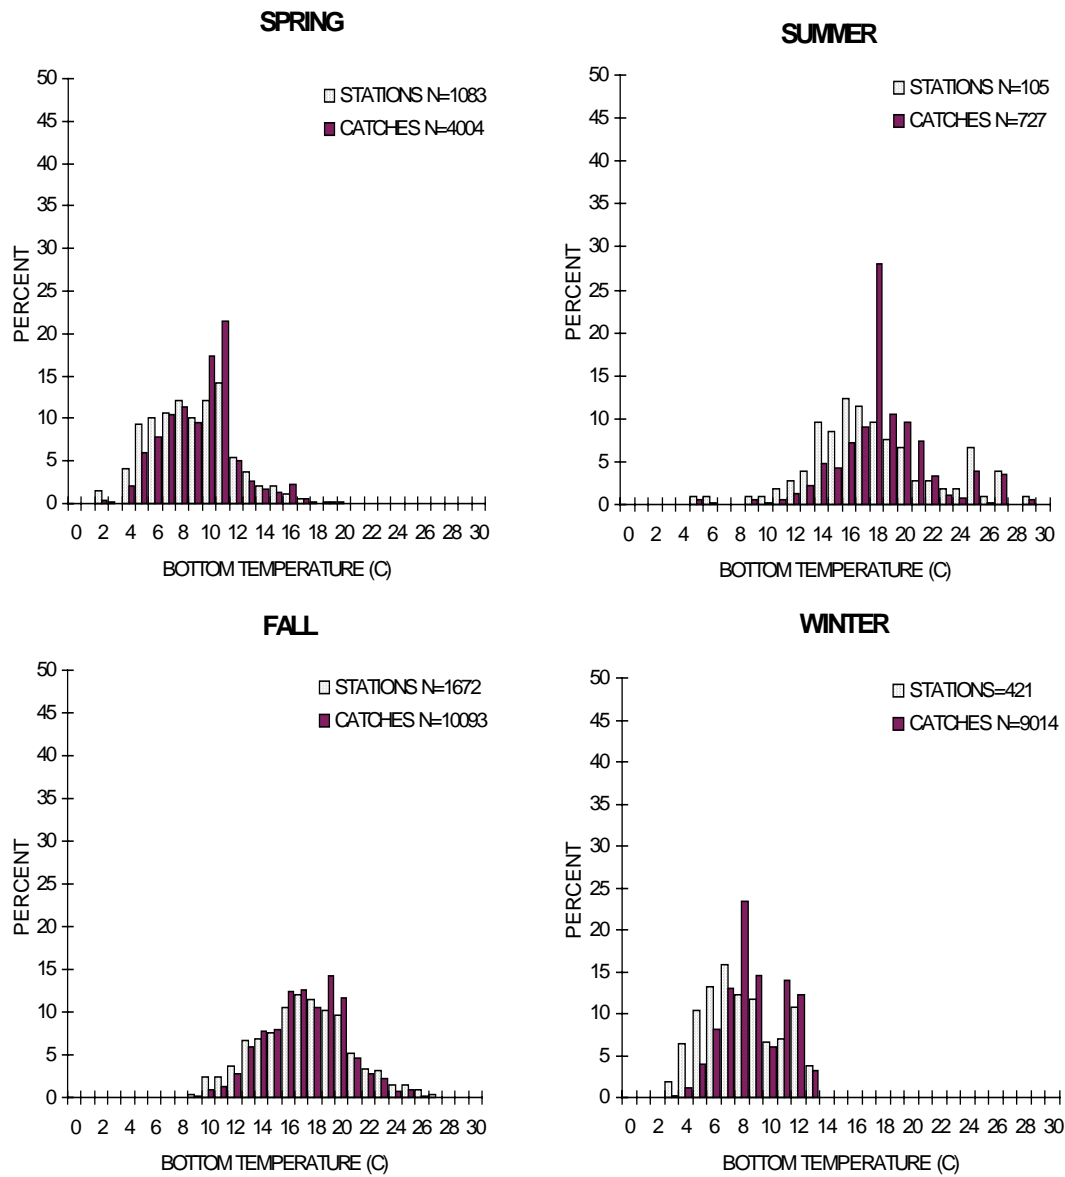 SPRING
50
45
40
35
30
25
20
15
10
5
0
PERCENT
STATIONS N=1083
CATCHES N=4004
0 2 4 6 8 10 12 14 16 18 20 22 24 26 28 30
BOTTOM TEMPERATURE (C)
SUMMER
50
45
40
35
30
25
20
15
10
5
0
PERCENT
STATIONS N=105
CATCHES N=727
0 2 4 6 8 10 12 14 16 18 20 22 24 26 28 30
BOTTOM TEMPERATURE (C)
FALL
50
45
40
35
30
25
20
15
10
5
0
PERCENT
STATIONS N=1672
CATCHES N=10093
0 2 4 6 8 10 12 14 16 18 20 22 24 26 28 30
BOTTOM TEMPERATURE (C)
WINTER
50
45
40
35
30
25
20
15
10
5
0
PERCENT
STATIONS=421
CATCHES N=9014
0 2 4 6 8 10 12 14 16 18 20 22 24 26 28 30
BOTTOM TEMPERATURE (C)